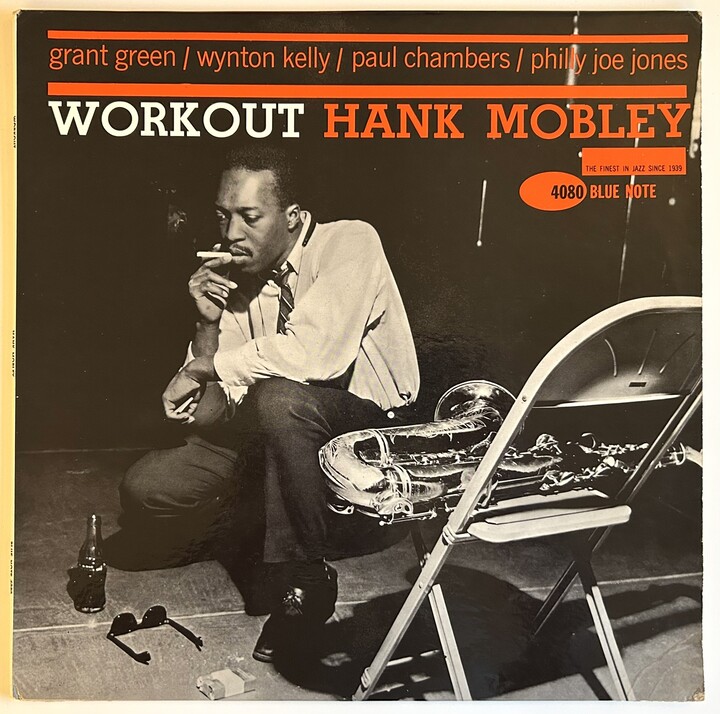 grant green / wynton kelly / paul chambers / philly joe jones
WORKOUT HANK MOBLEY
THE FINEST IN JAZZ SINCE 1939
4080 BLUE NOTE